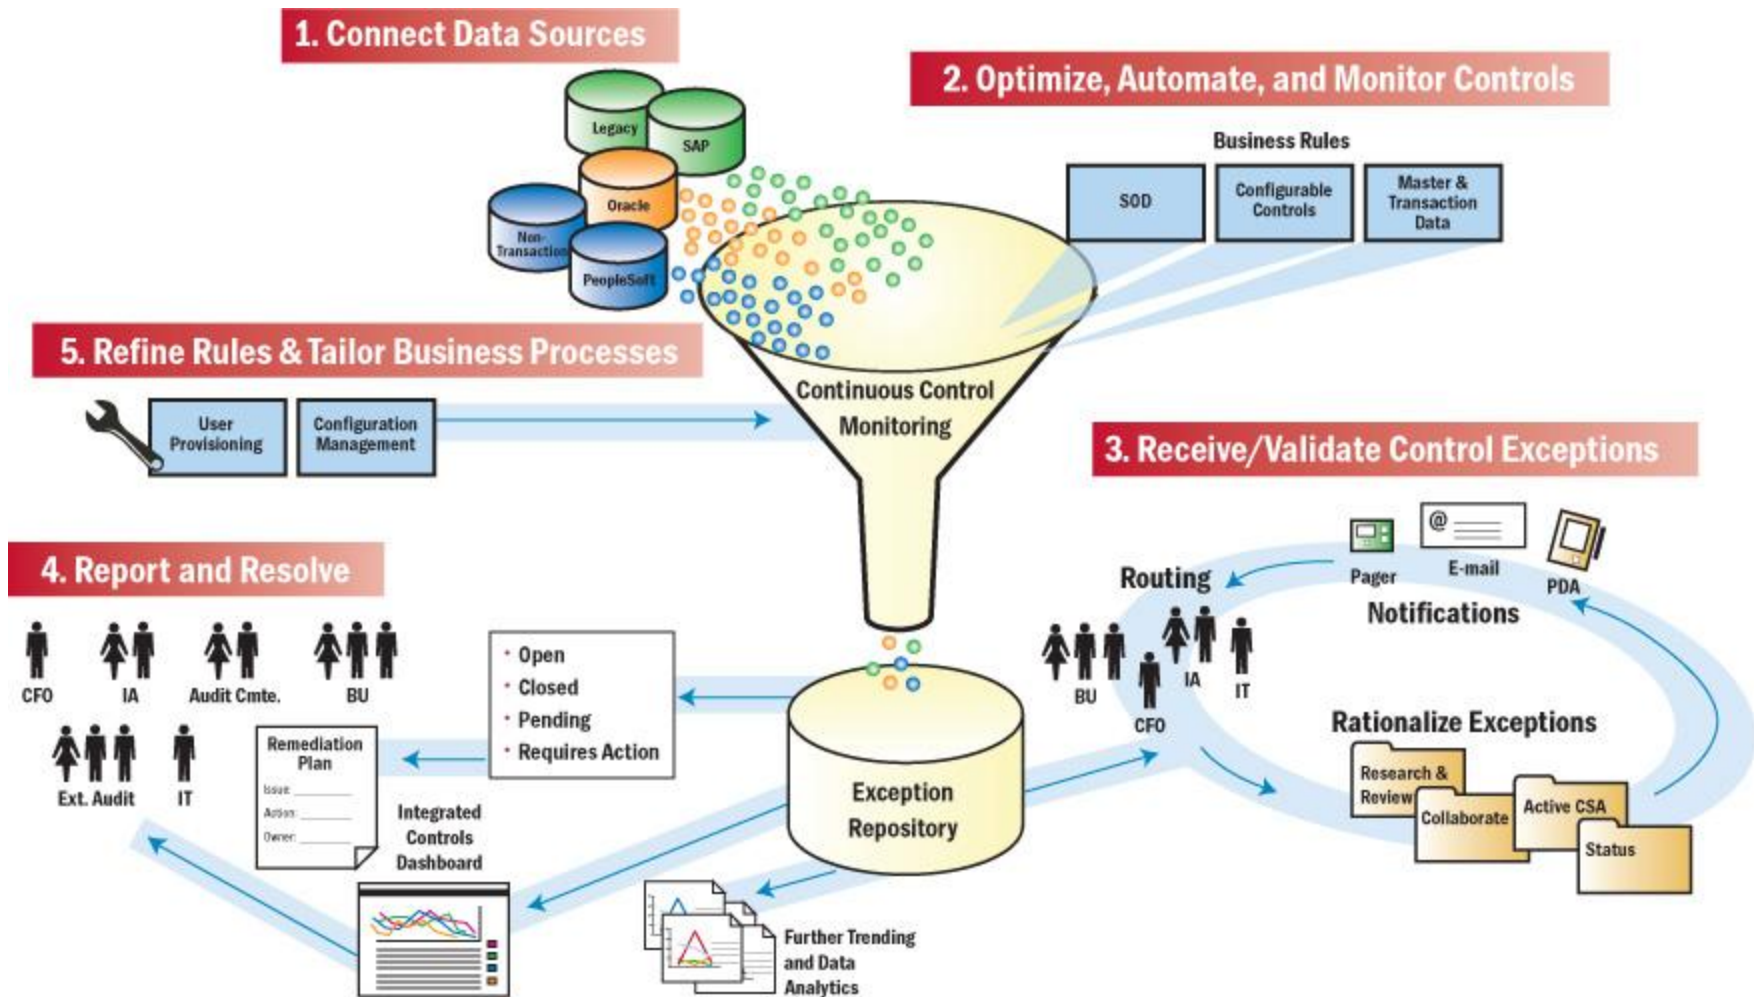 1. Connect Data Sources
Legacy
SAP
Oracle
Non-
Transaction
PeopleSoft
2. Optimize, Automate, and Monitor Controls
Business Rules
SOD
Configurable
Controls
Master &
Transaction
Data
5. Refine Rules & Tailor Business Processes
User
Provisioning
Configuration
Management
Continuous Control
Monitoring
3. Receive/Validate Control Exceptions
@
Pager
E-mail
PDA
Notifications
Routing
BU
CFO
IA
IT
Rationalize Exceptions
Research &
Review
Collaborate
Active CSA
Status
4. Report and Resolve
CFO
IA
Audit Cmte.
BU
Ext. Audit
IT
• Open
• Closed
• Pending
• Requires Action
Remediation
Plan
Issue:
Action:
Owner:
Integrated
Controls
Dashboard
Exception
Repository
Further Trending
and Data
Analytics